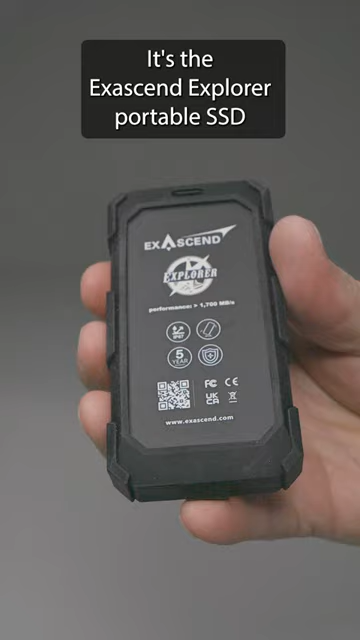 It's the
Exascend Explorer
portable SSD
EXASCEND
EXPLORER
performance: > 1,700 MB/s
IP67
5
YEAR
FC CE
UK
CA
www.exascend.com